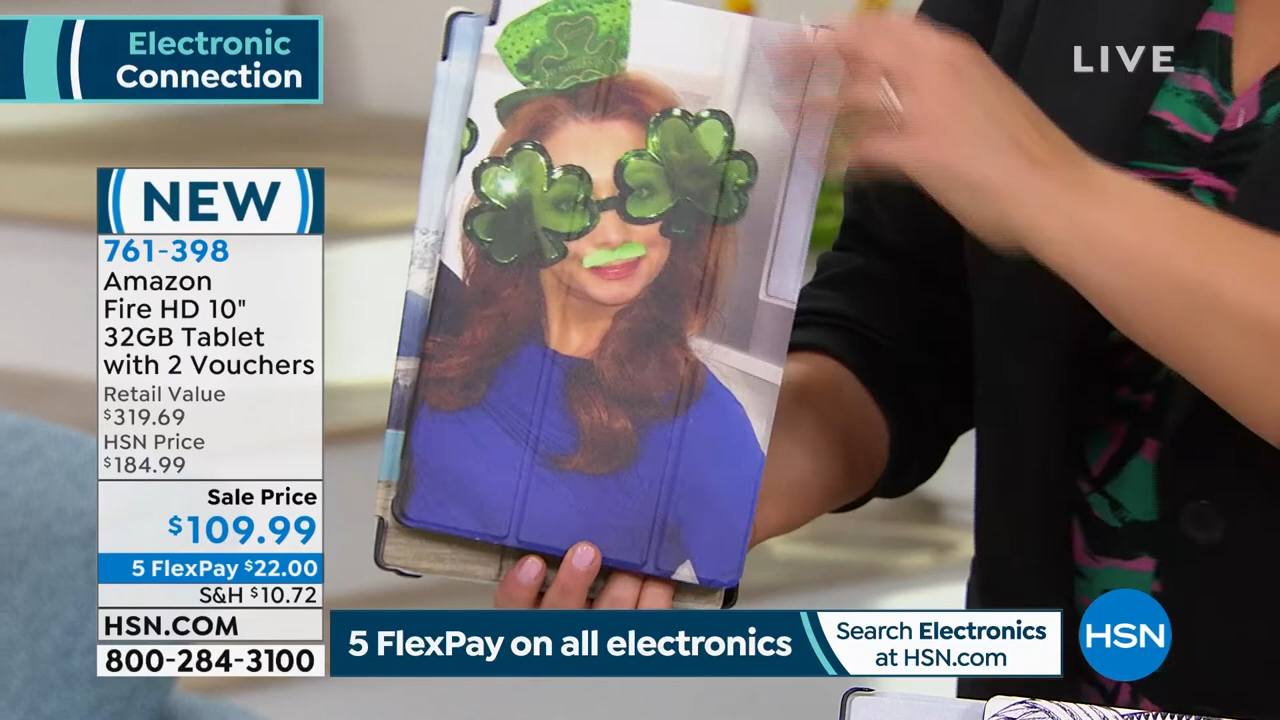 Electronic
Connection
LIVE
NEW
761-398
Amazon
Fire HD 10"
32GB Tablet
with 2 Vouchers
Retail Value
$319.69
HSN Price
$184.99
Sale Price
$109.99
5 FlexPay $22.00
S&H $10.72
HSN.COM
800-284-3100
5 FlexPay on all electronics
Search Electronics
at HSN.com
HSN